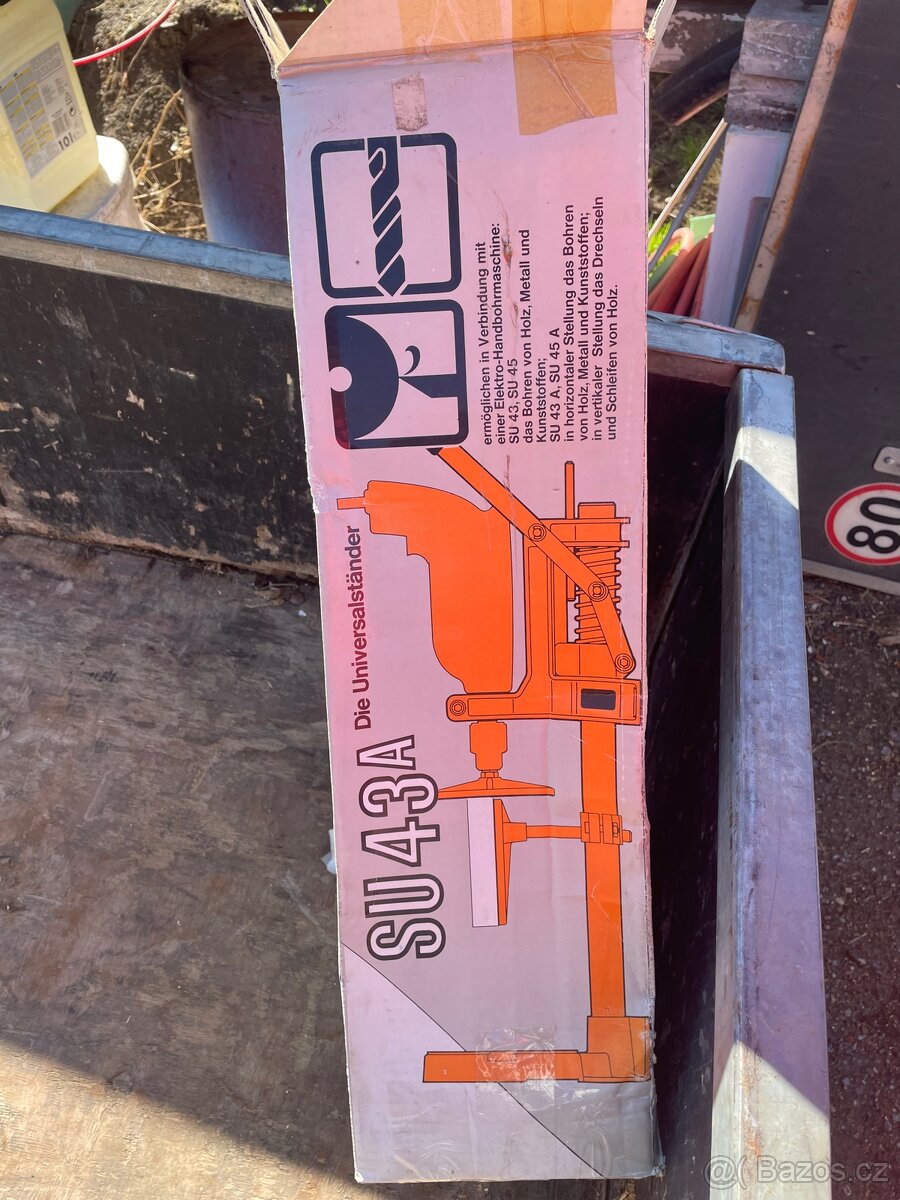 SU 43A Die Universalständer
ermöglichen in Verbindung mit
einer Elektro-Handbohrmaschine:
SU 43, SU 45
das Bohren von Holz, Metall und
Kunststoffen;
SU 43 A, SU 45 A
in horizontaler Stellung das Bohren
von Holz, Metall und Kunststoffen;
in vertikaler Stellung das Drechseln
und Schleifen von Holz.
80
10 l
@( Bazos.cz